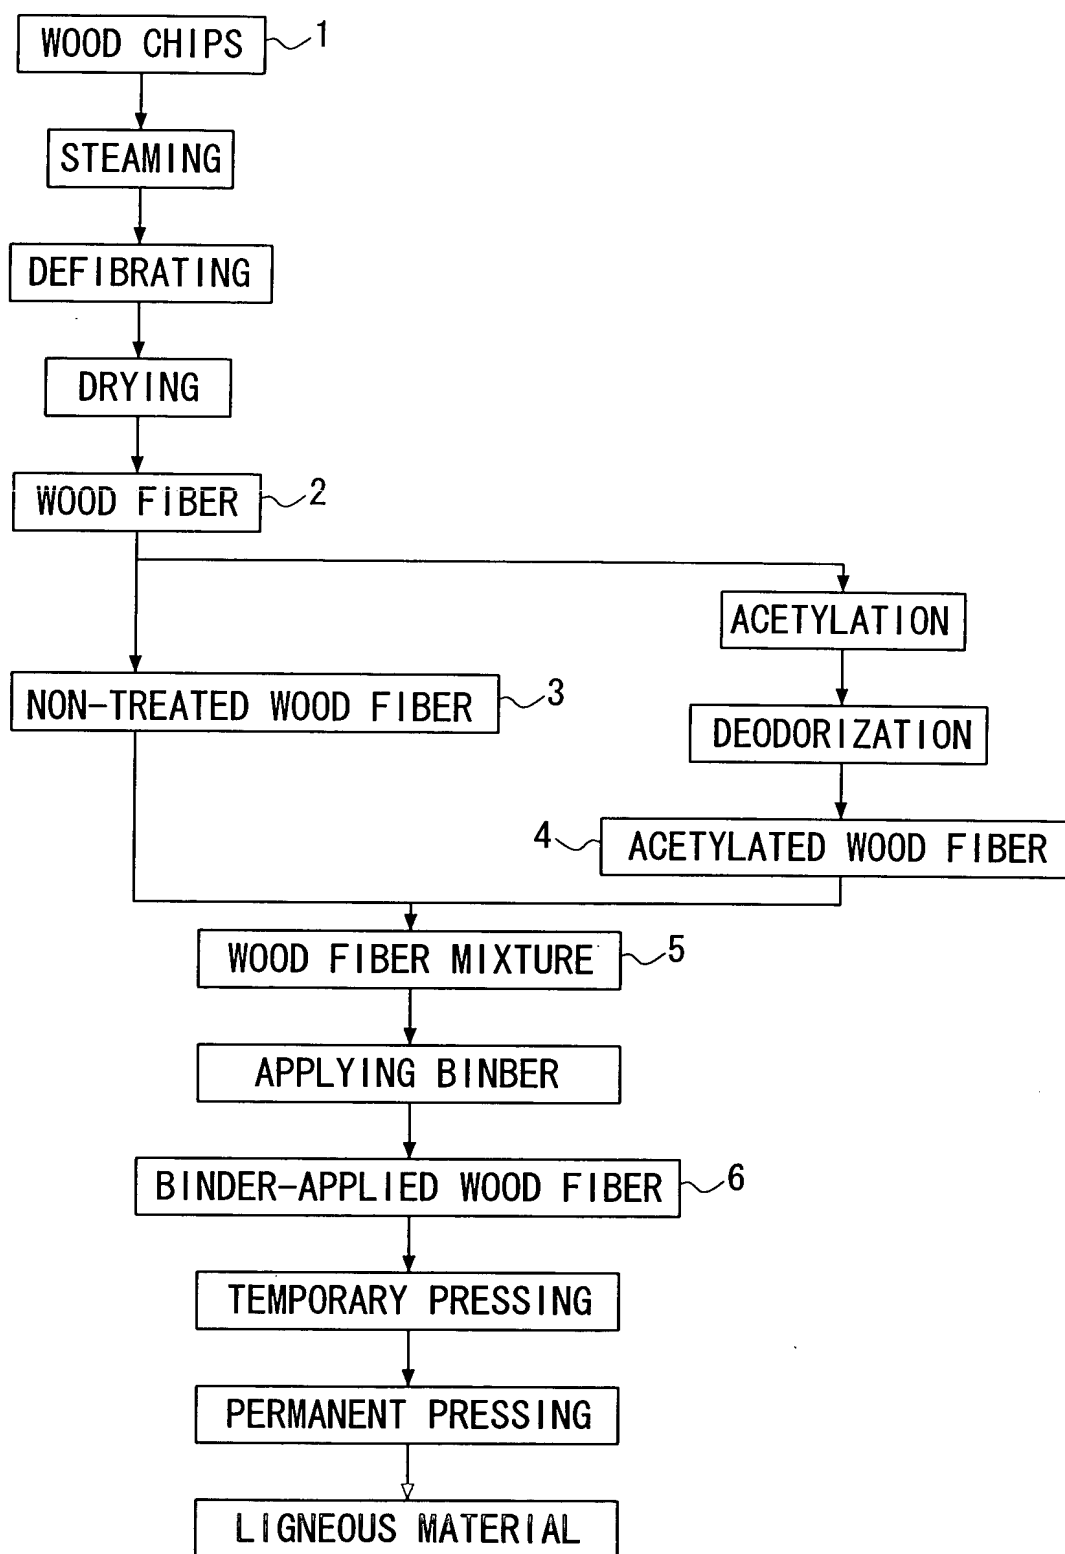 WOOD CHIPS 1
STEAMING
DEFIBRATING
DRYING
WOOD FIBER 2
ACETYLATION
NON-TREATED WOOD FIBER 3
DEODORIZATION
4 ACETYLATED WOOD FIBER
WOOD FIBER MIXTURE 5
APPLYING BINBER
BINDER-APPLIED WOOD FIBER 6
TEMPORARY PRESSING
PERMANENT PRESSING
LIGNEOUS MATERIAL